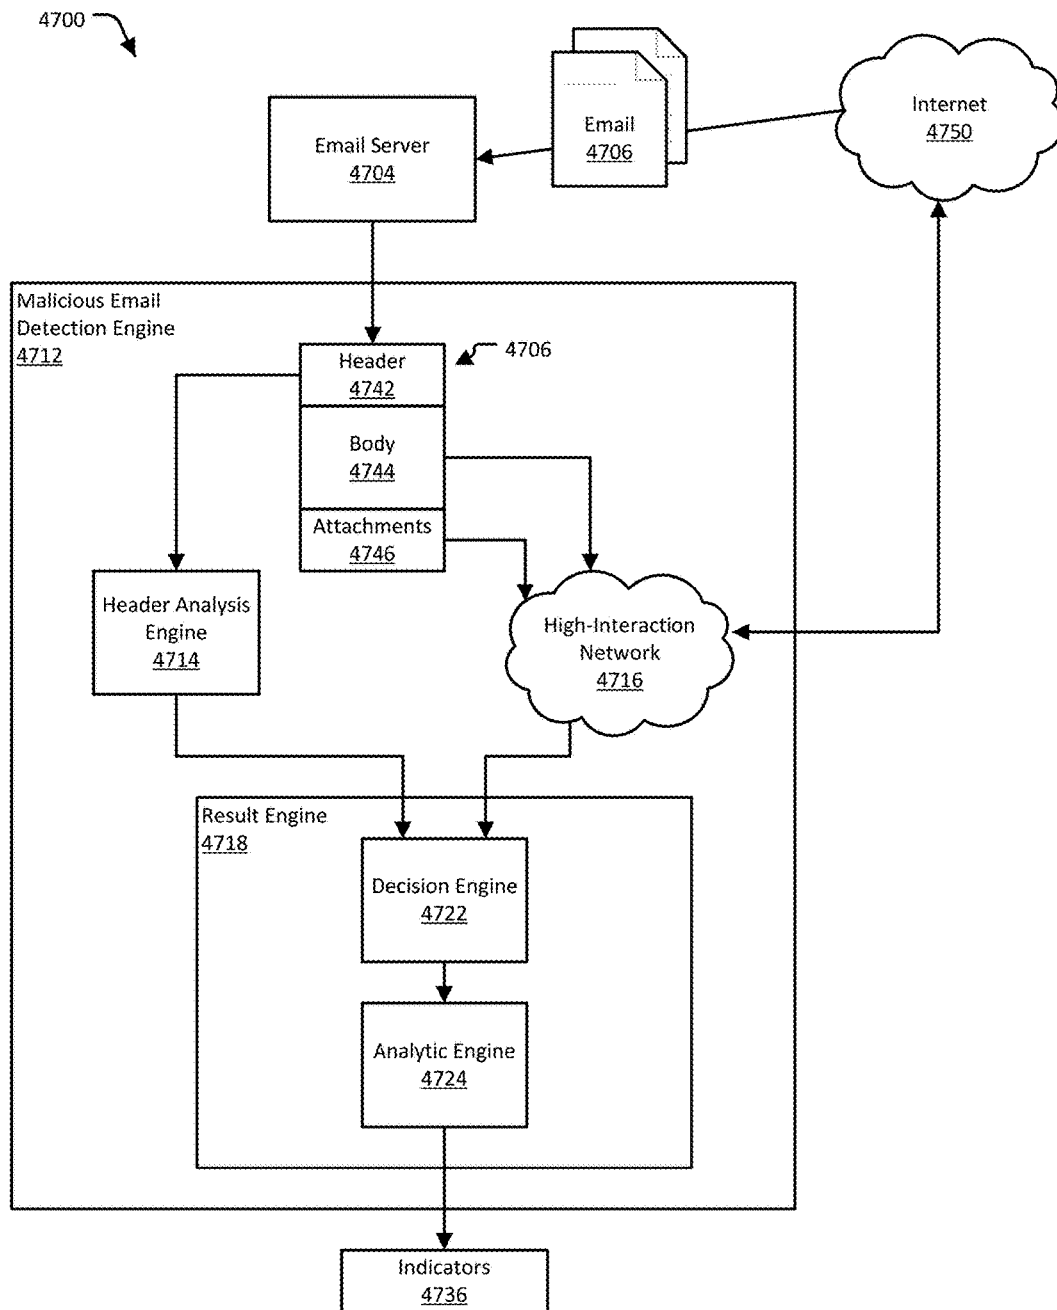 4700
Email
4706
Internet
4750
Email Server
4704
Malicious Email
Detection Engine
4712
4706
Header
4742
Body
4744
Attachments
4746
Header Analysis
Engine
4714
High-Interaction
Network
4716
Result Engine
4718
Decision Engine
4722
Analytic Engine
4724
Indicators
4736